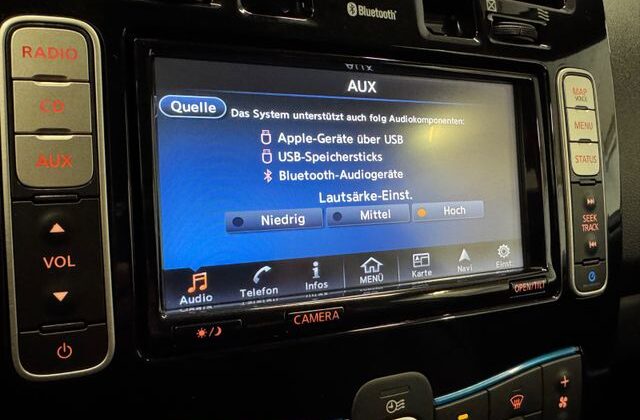 Bluetooth
RADIO
CD
AUX
VOL
AUX
Quelle
Das System unterstützt auch folg Audiokomponenten:
Apple-Geräte über USB
USB-Speichersticks
Bluetooth-Audiogeräte
Lautsärke-Einst.
Niedrig
Mittel
Hoch
Audio
Telefon
Infos
MENÜ
Karte
Navi
Einst.
MAP
VOICE
MENU
STATUS
SEEK
TRACK
CAMERA
OPEN/TILT